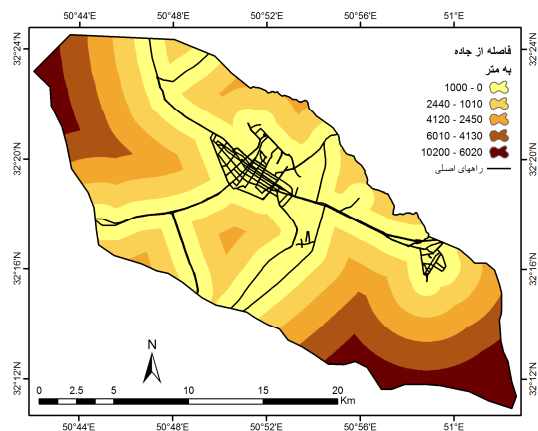 50°44'E 50°48'E 50°52'E 50°56'E 51°E
32°24'N 32°24'N
32°20'N 32°20'N
32°16'N 32°16'N
32°12'N 32°12'N
فاصله از جاده
به متر
1000 - 0
2440 - 1010
4120 - 2450
6010 - 4130
10200 - 6020
راههای اصلی
N
0 2.5 5 10 15 20
Km
50°44'E 50°48'E 50°52'E 50°56'E 51°E